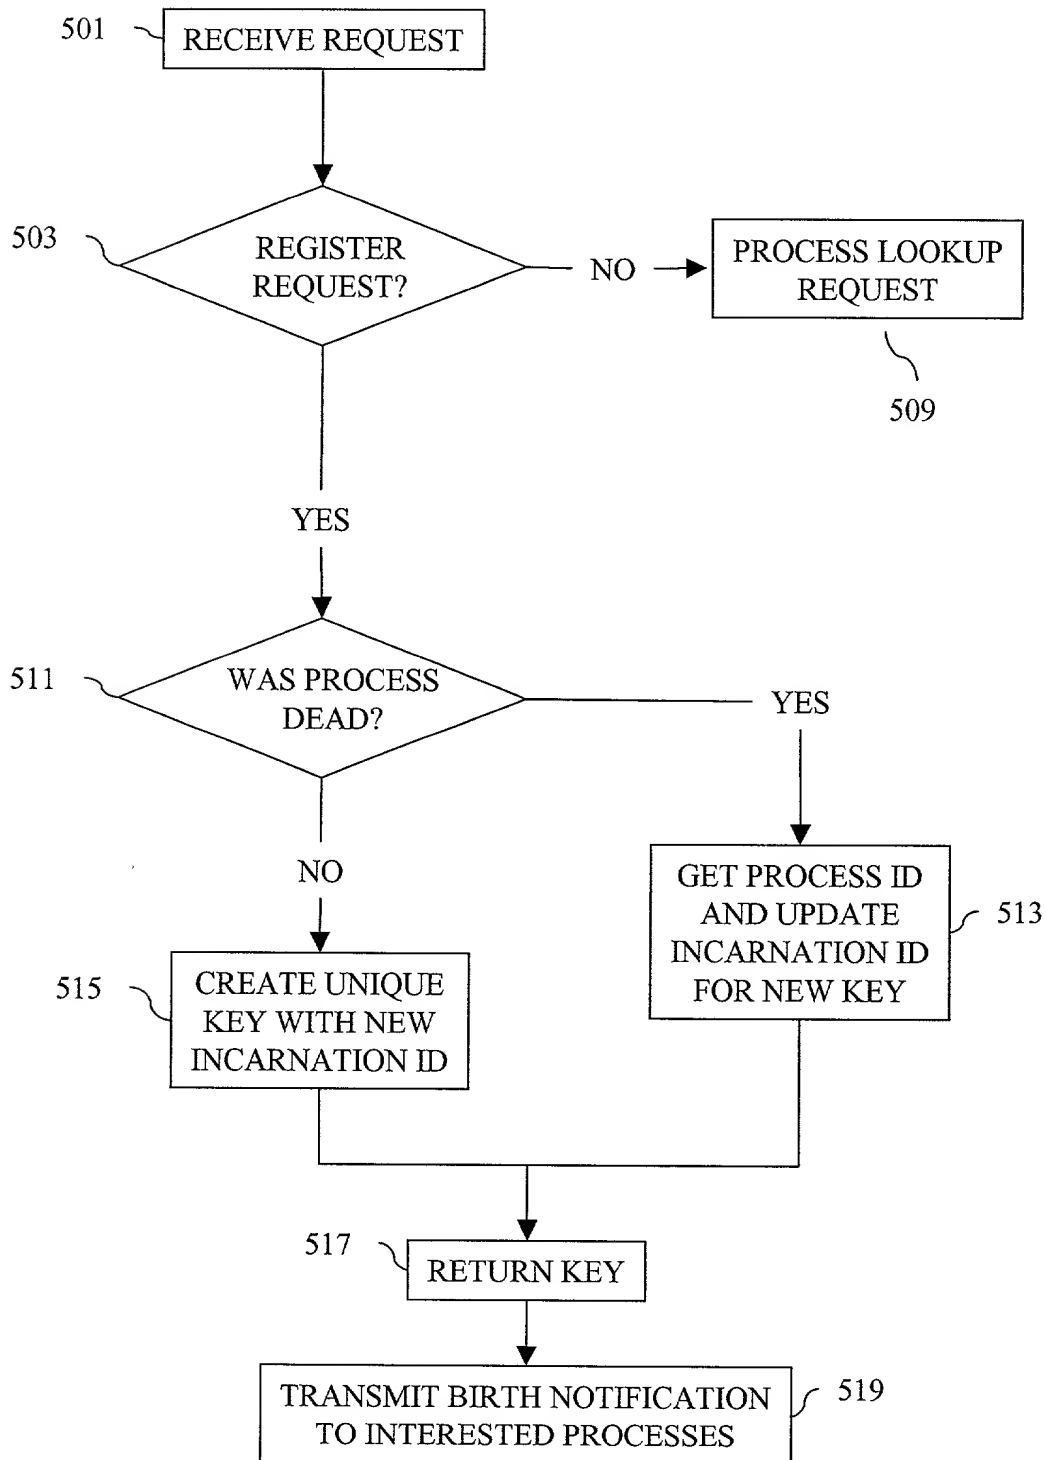 501
RECEIVE REQUEST
503
REGISTER
REQUEST?
NO
PROCESS LOOKUP
REQUEST
509
YES
511
WAS PROCESS
DEAD?
YES
NO
GET PROCESS ID
AND UPDATE
INCARNATION ID
FOR NEW KEY
513
515
CREATE UNIQUE
KEY WITH NEW
INCARNATION ID
517
RETURN KEY
TRANSMIT BIRTH NOTIFICATION
TO INTERESTED PROCESSES
519